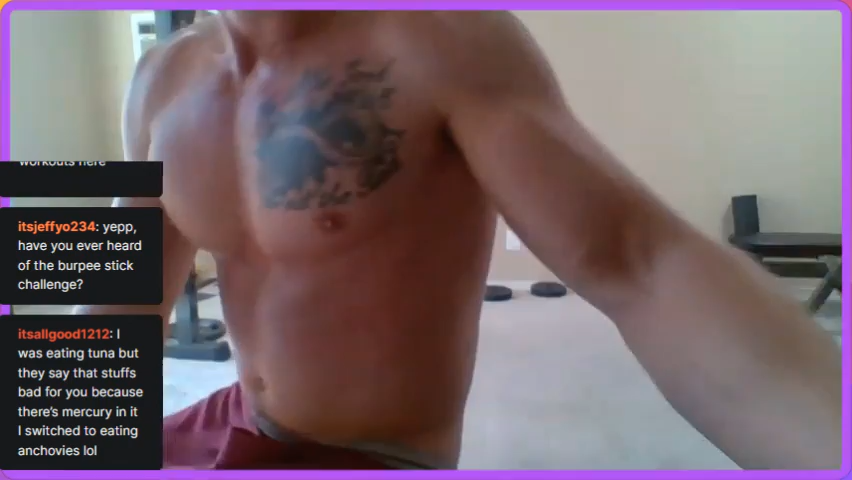 workouts here
itsjeffyo234: yepp,
have you ever heard
of the burpee stick
challenge?
itsallgood1212: I
was eating tuna but
they say that stuffs
bad for you because
there's mercury in it
I switched to eating
anchovies lol